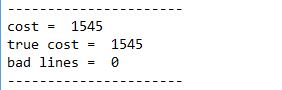 ----------------------
cost =  1545
true cost =  1545
bad lines =  0
----------------------